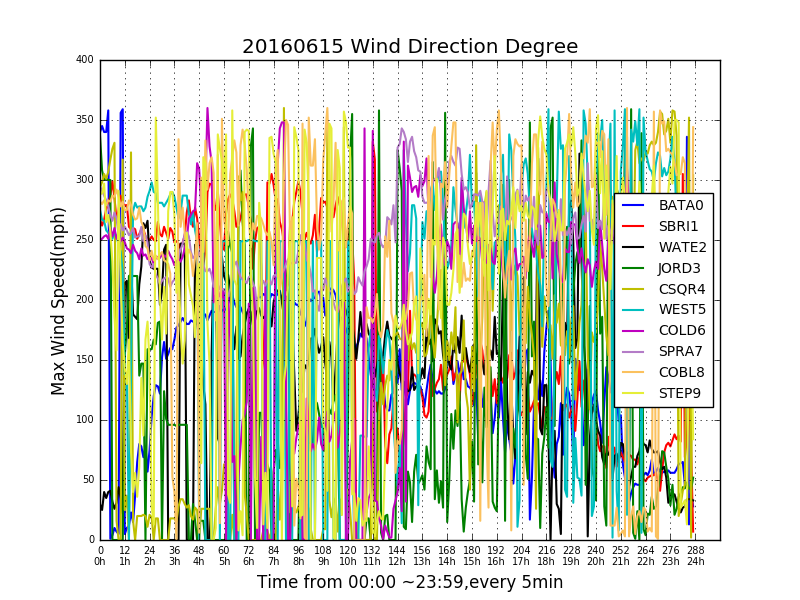 20160615 Wind Direction Degree
Max Wind Speed(mph)
400
350
300
250
200
150
100
50
0
BATA0
SBRI1
WATE2
JORD3
CSQR4
WEST5
COLD6
SPRA7
COBL8
STEP9
0 12 24 36 48 60 72 84 96 108 120 132 144 156 168 180 192 204 216 228 240 252 264 276 288
0h 1h 2h 3h 4h 5h 6h 7h 8h 9h 10h 11h 12h 13h 14h 15h 16h 17h 18h 19h 20h 21h 22h 23h 24h
Time from 00:00 ~23:59,every 5min